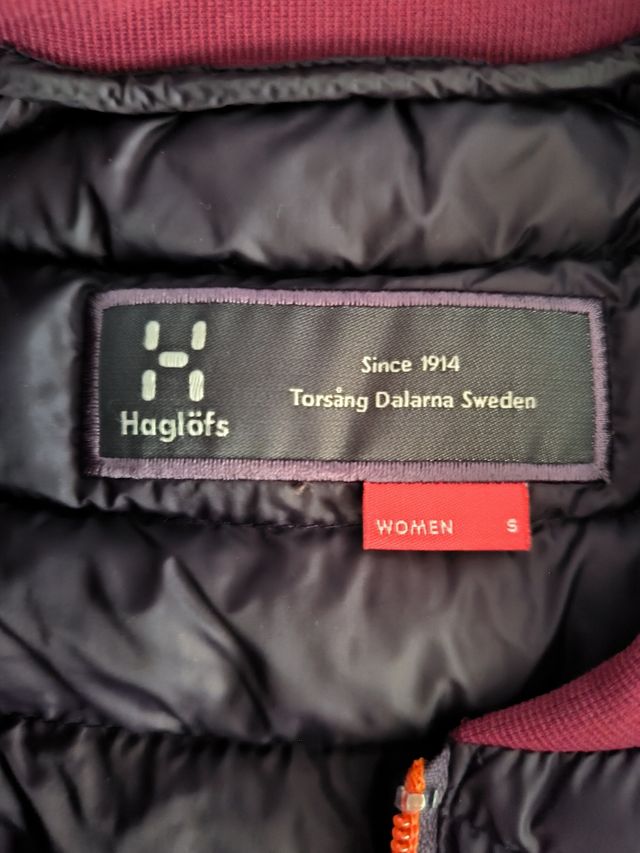 Haglöfs
Since 1914
Torsång Dalarna Sweden
WOMEN S